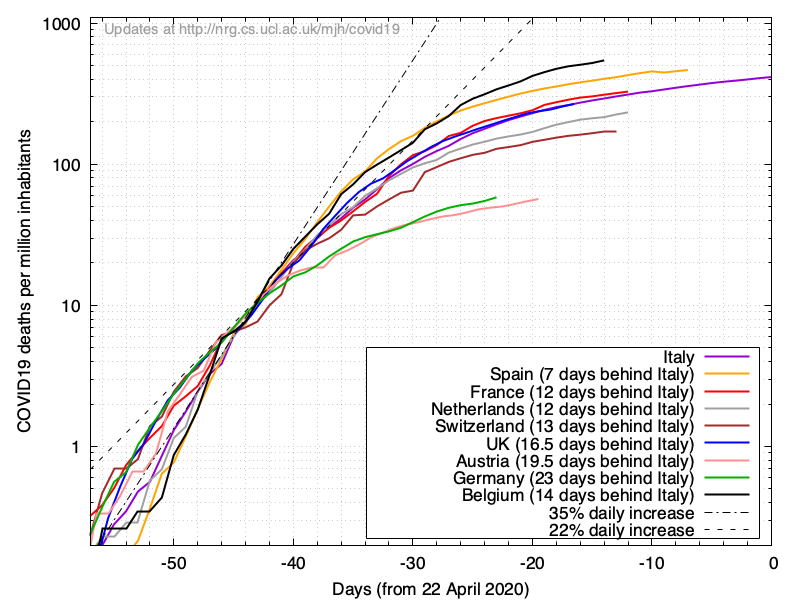 Updates at http://nrg.cs.ucl.ac.uk/mjh/covid19
COVID19 deaths per million inhabitants
1000
100
10
1
Italy
Spain (7 days behind Italy)
France (12 days behind Italy)
Netherlands (12 days behind Italy)
Switzerland (13 days behind Italy)
UK (16.5 days behind Italy)
Austria (19.5 days behind Italy)
Germany (23 days behind Italy)
Belgium (14 days behind Italy)
35% daily increase
22% daily increase
-50 -40 -30 -20 -10 0
Days (from 22 April 2020)